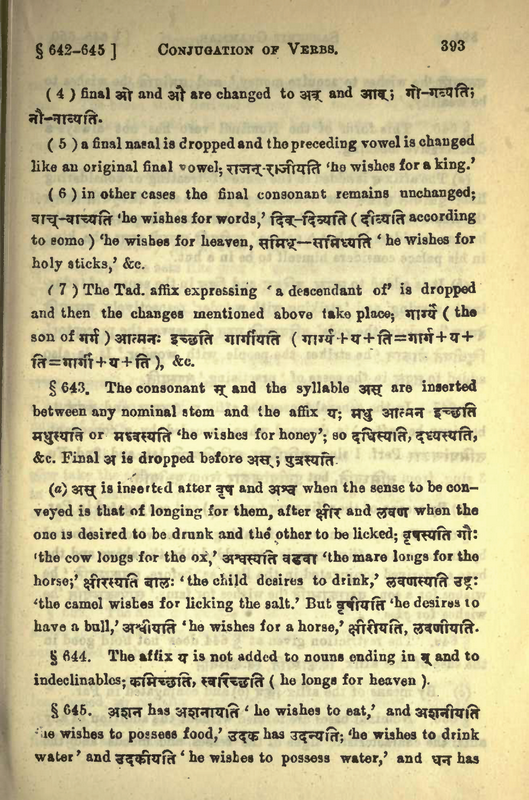 § 642-645 ] CONJUGATION OF VERBS. 393
( 4 ) final ओ and औ are changed to अव् and आव्; गो-गव्यति;
नौ-नाव्यति.
( 5 ) a final nasal is dropped and the preceding vowel is changed
like an original final vowel; राजन्-राजीयति 'he wishes for a king.'
( 6 ) in other cases the final consonant remains unchanged;
वाच्-वाच्यति 'he wishes for words,' दिव्-दिव्यति ( दीव्यति according
to some ) 'he wishes for heaven, समिध्—समिध्यति ' he wishes for
holy sticks,' &c.
( 7 ) The Tad. affix expressing ' a descendant of' is dropped
and then the changes mentioned above take place; गार्ग्यं ( the
son of गर्ग ) आत्मनः इच्छति गार्गीयति ( गार्ग्य+य+ति=गार्ग+य+
ति=गार्गी+य+ति ), &c.
§ 643. The consonant स् and the syllable अस् are inserted
between any nominal stem and the affix य; मधु आत्मन इच्छति
मधुस्यति or मध्वस्यति 'he wishes for honey'; so दधिस्यति, दध्यस्यति,
&c. Final अ is dropped before अस्; पुत्रस्यति
(a) अस् is inserted after वृष and अश्व when the sense to be con-
veyed is that of longing for them, after क्षीर and लवण when the
one is desired to be drunk and the other to be licked; वृषस्यति गौः
'the cow longs for the ox,' अश्वस्यति वडवा 'the mare longs for the
horse;' क्षीरस्यति बालः 'the child desires to drink,' लवणस्यति उष्ट्रः
'the camel wishes for licking the salt.' But वृषीयति 'he desires to
have a bull,' अश्वीयति 'he wishes for a horse,' क्षीरीयति, लवणीयति.
§ 644. The affix य is not added to nouns ending in म् and to
indeclinables; कमिच्छति, स्वरिच्छति ( he longs for heaven ).
§ 645. अशन has अशनायति ' he wishes to eat,' and अशनीयति
'he wishes to possess food,' उदक has उदन्यति; 'he wishes to drink
water' and उदकीयति ' he wishes to possess water,' and धन has